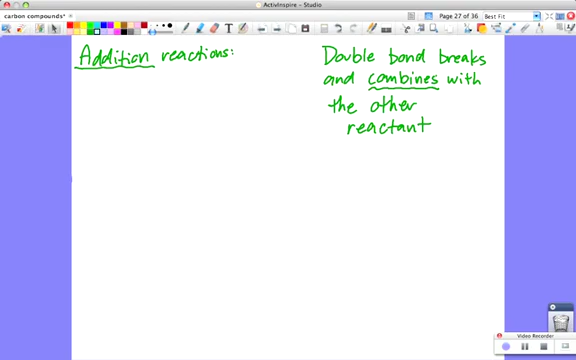 ActivInspire – Studio
carbon compounds*
Page 27 of 36
Best Fit
Addition reactions:
Double bond breaks
and combines with
the other
reactant
Video Recorder